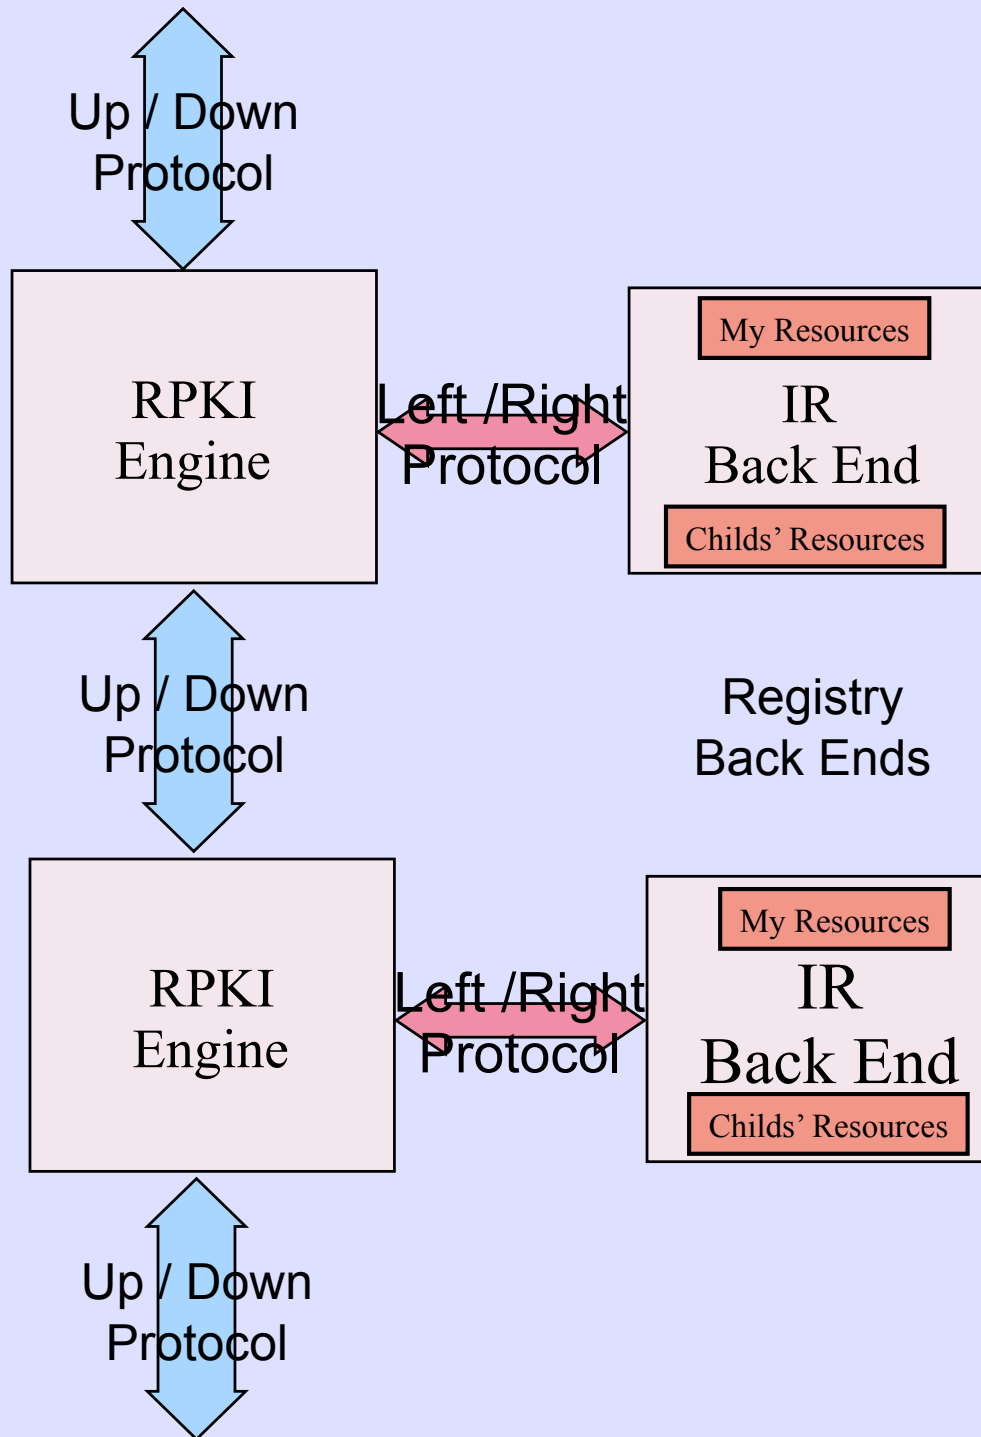 Up / Down
Protocol
RPKI
Engine
Left /Right
Protocol
My Resources
IR
Back End
Childs’ Resources
Up / Down
Protocol
Registry
Back Ends
RPKI
Engine
Left /Right
Protocol
My Resources
IR
Back End
Childs’ Resources
Up / Down
Protocol